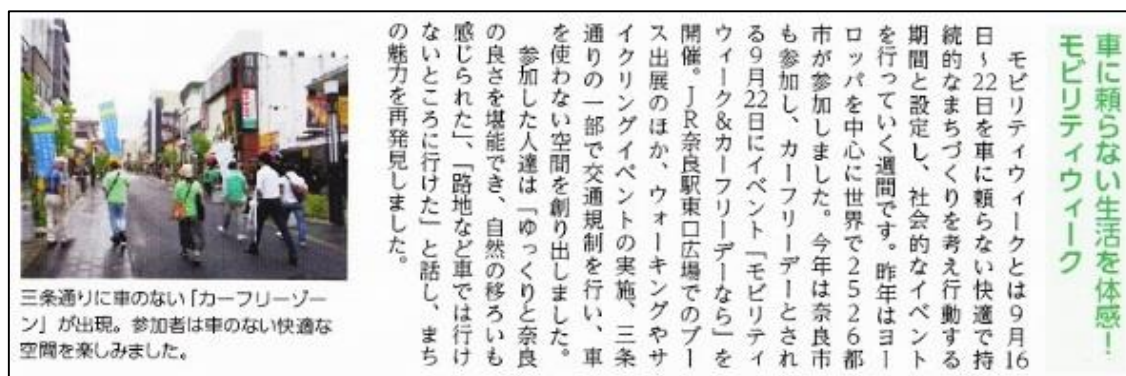 車に頼らない生活を体感！
モビリティウィーク
モビリティウィークとは９月16
日～22日を車に頼らない快適で持
続的なまちづくりを考え行動する
期間と設定し、社会的なイベント
を行っていく週間です。昨年はヨー
ロッパを中心に世界で２５２６都
市が参加しました。今年は奈良市
も参加し、カーフリーデーとされ
る９月22日にイベント「モビリティ
ウィーク＆カーフリーデーなら」を
開催。ＪＲ奈良駅東口広場でのブー
ス出展のほか、ウォーキングやサ
イクリングイベントの実施、三条
通りの一部で交通規制を行い、車
を使わない空間を創り出しました。
参加した人達は「ゆっくりと奈良
の良さを堪能でき、自然の移ろいも
感じられた」、「路地など車では行け
ないところに行けた」と話し、まち
の魅力を再発見しました。
三条通りに車のない「カーフリーゾー
ン」が出現。参加者は車のない快適な
空間を楽しみました。